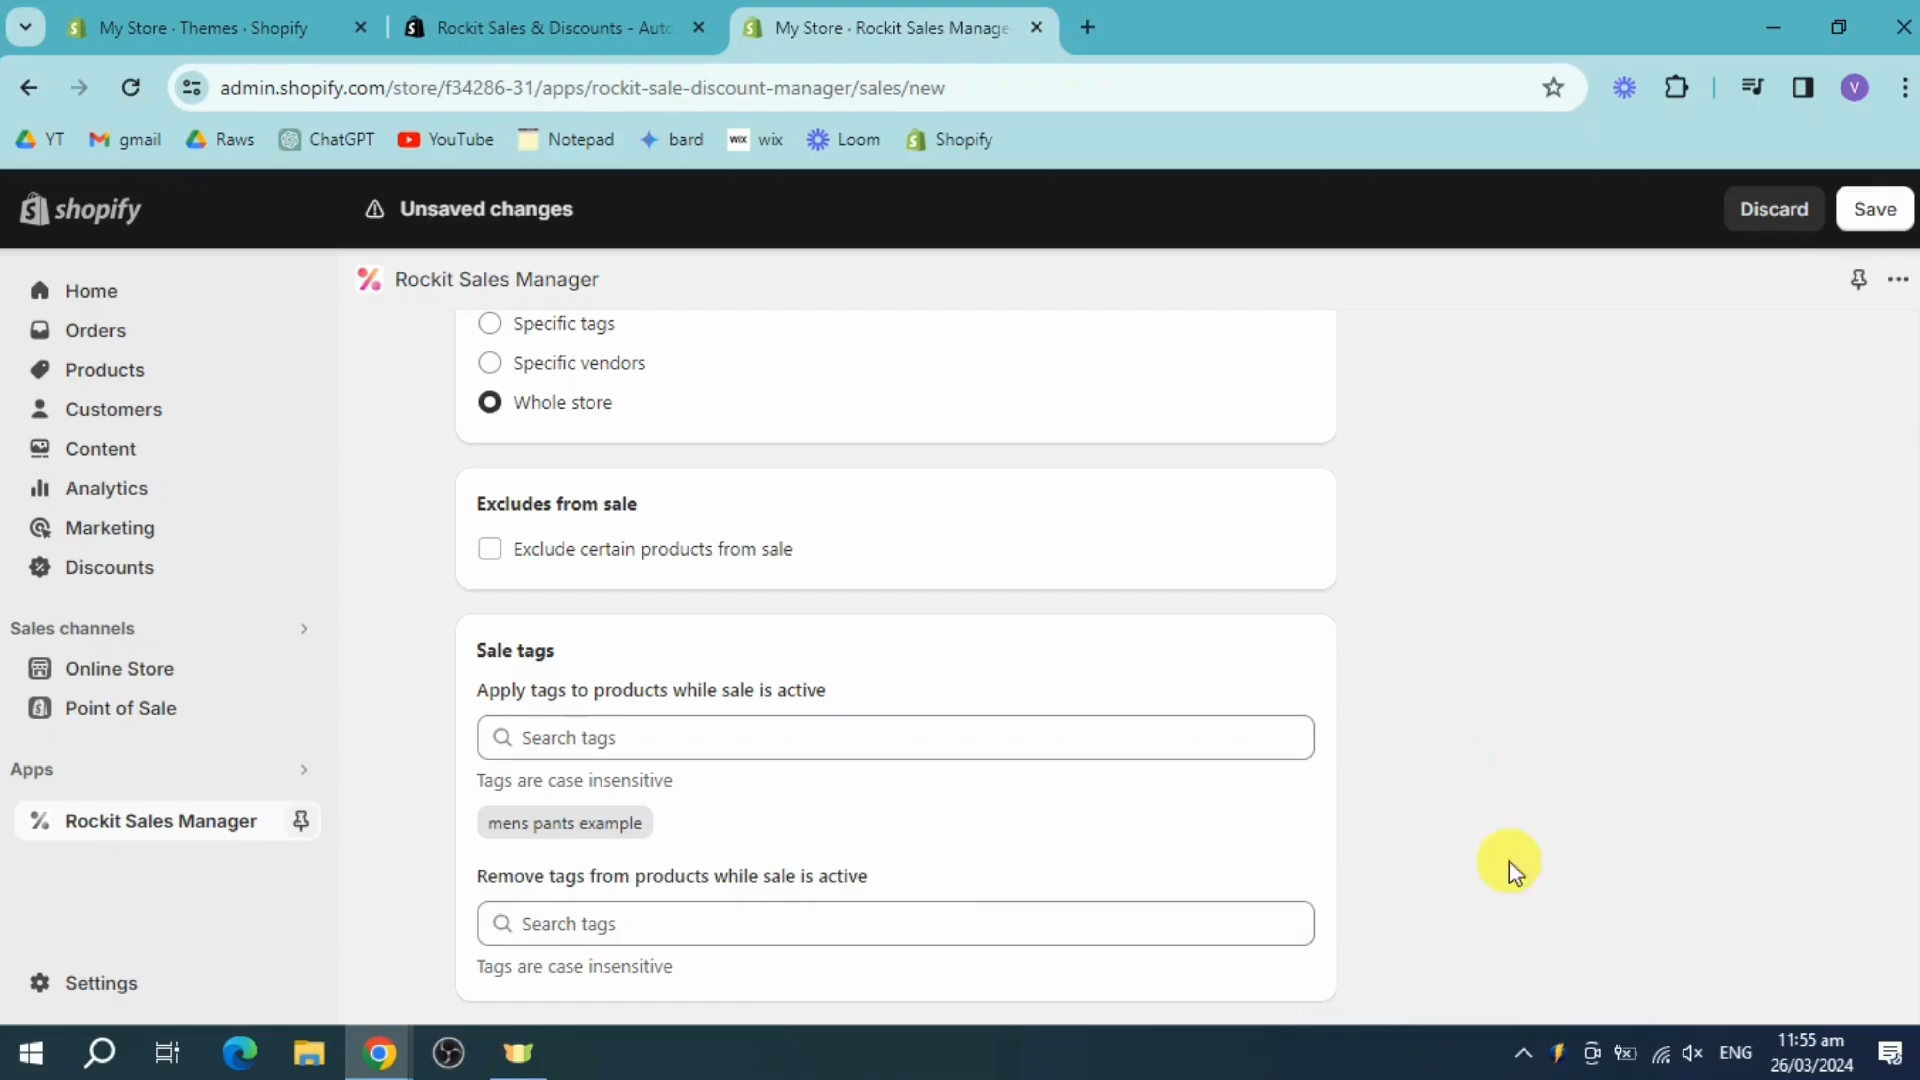 My Store · Themes · Shopify
Rockit Sales & Discounts - Auto
My Store · Rockit Sales Manage
admin.shopify.com/store/f34286-31/apps/rockit-sale-discount-manager/sales/new
V
YT
gmail
Raws
ChatGPT
YouTube
Notepad
bard
WIX wix
Loom
Shopify
shopify
Unsaved changes
Discard
Save
Home
Orders
Products
Customers
Content
Analytics
Marketing
Discounts
Sales channels
Online Store
Point of Sale
Apps
Rockit Sales Manager
Settings
Rockit Sales Manager
Specific tags
Specific vendors
Whole store
Excludes from sale
Exclude certain products from sale
Sale tags
Apply tags to products while sale is active
Search tags
Tags are case insensitive
mens pants example
Remove tags from products while sale is active
Search tags
Tags are case insensitive
ENG
11:55 am
26/03/2024